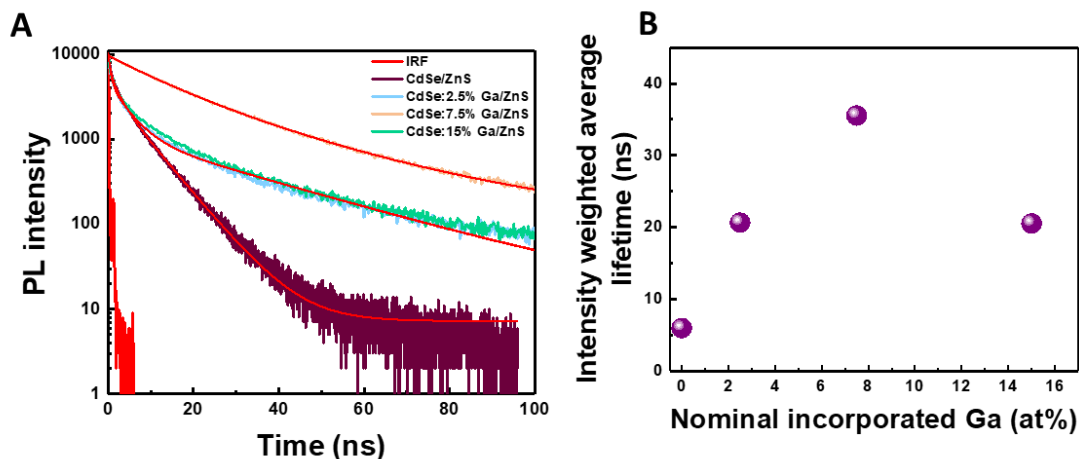 A
PL intensity
10000
1000
100
10
1
0
20
40
60
80
100
Time (ns)
IRF
CdSe/ZnS
CdSe:2.5% Ga/ZnS
CdSe:7.5% Ga/ZnS
CdSe:15% Ga/ZnS
B
Intensity weighted average
lifetime (ns)
40
30
20
10
0
0
2
4
6
8
10
12
14
16
Nominal incorporated Ga (at%)